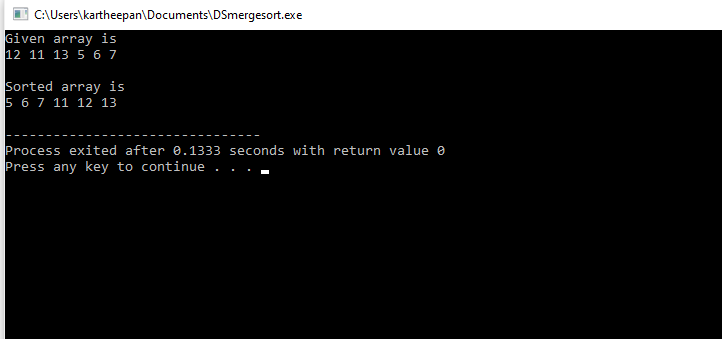 C:\Users\kartheepan\Documents\DSmergesort.exe
Given array is
12 11 13 5 6 7
Sorted array is
5 6 7 11 12 13
--------------------------------
Process exited after 0.1333 seconds with return value 0
Press any key to continue . . .